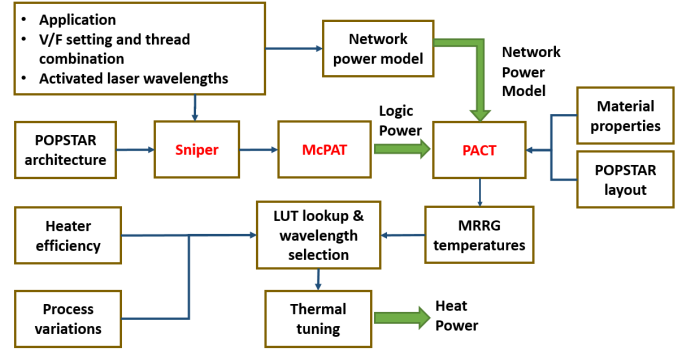 • Application
• V/F setting and thread
combination
• Activated laser wavelengths
Network
power model
Network
Power
Model
Logic
Power
Material
properties
POPSTAR
architecture
Sniper
McPAT
PACT
POPSTAR
layout
Heater
efficiency
LUT lookup &
wavelength
selection
MRRG
temperatures
Process
variations
Thermal
tuning
Heat
Power